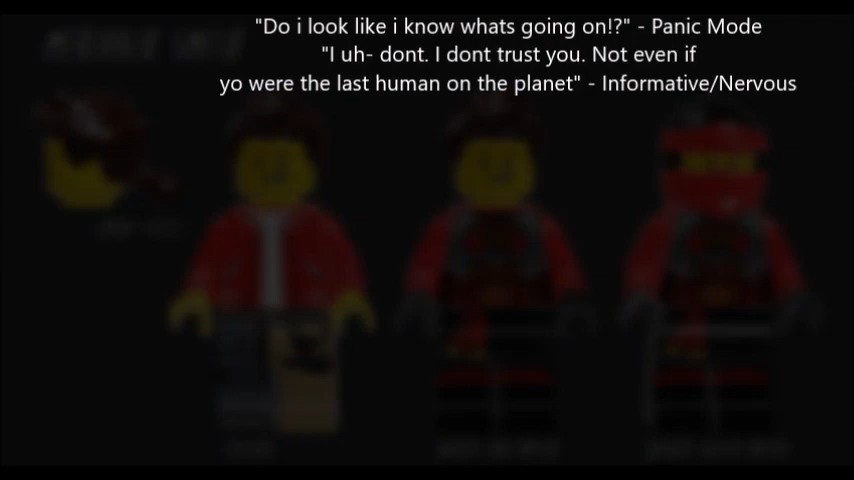 "Do i look like i know whats going on!?" - Panic Mode
"I uh- dont. I dont trust you. Not even if
yo were the last human on the planet" - Informative/Nervous